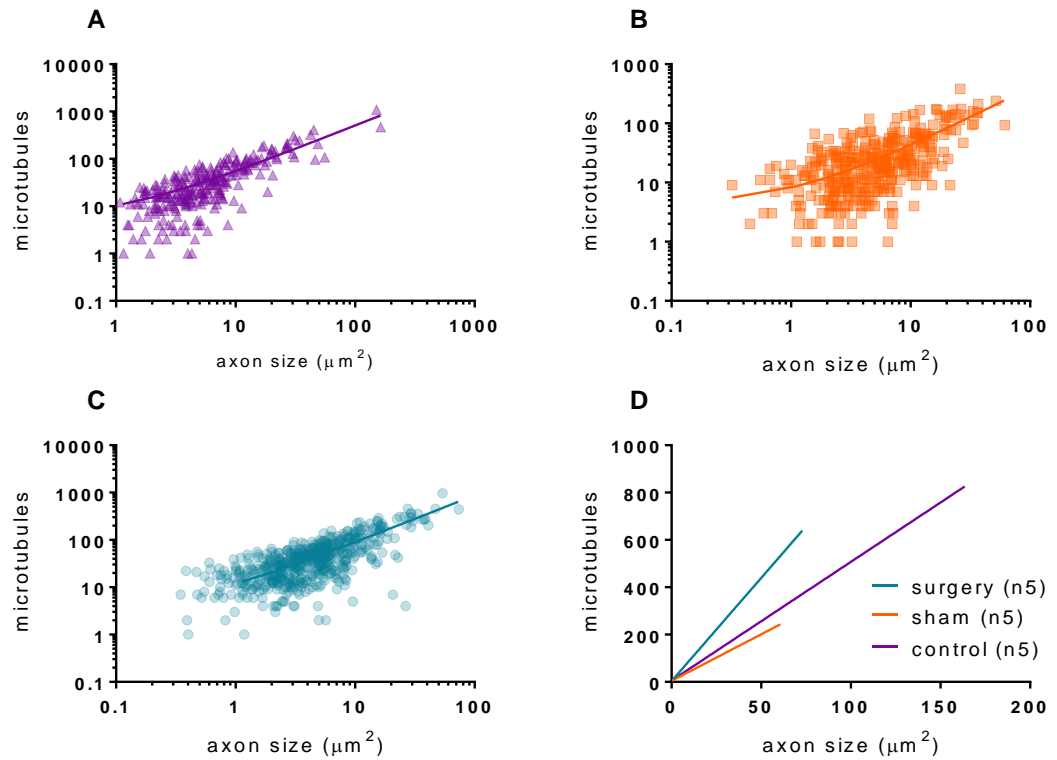 A
10000
1000
100
10
1
0.1
microtubules
1 10 100 1000
axon size (μm²)
B
1000
100
10
1
0.1
microtubules
0.1 1 10 100
axon size (μm²)
C
10000
1000
100
10
1
0.1
microtubules
0.1 1 10 100
axon size (μm²)
D
1000
800
600
400
200
0
microtubules
surgery (n5)
sham (n5)
control (n5)
0 50 100 150 200
axon size (μm²)